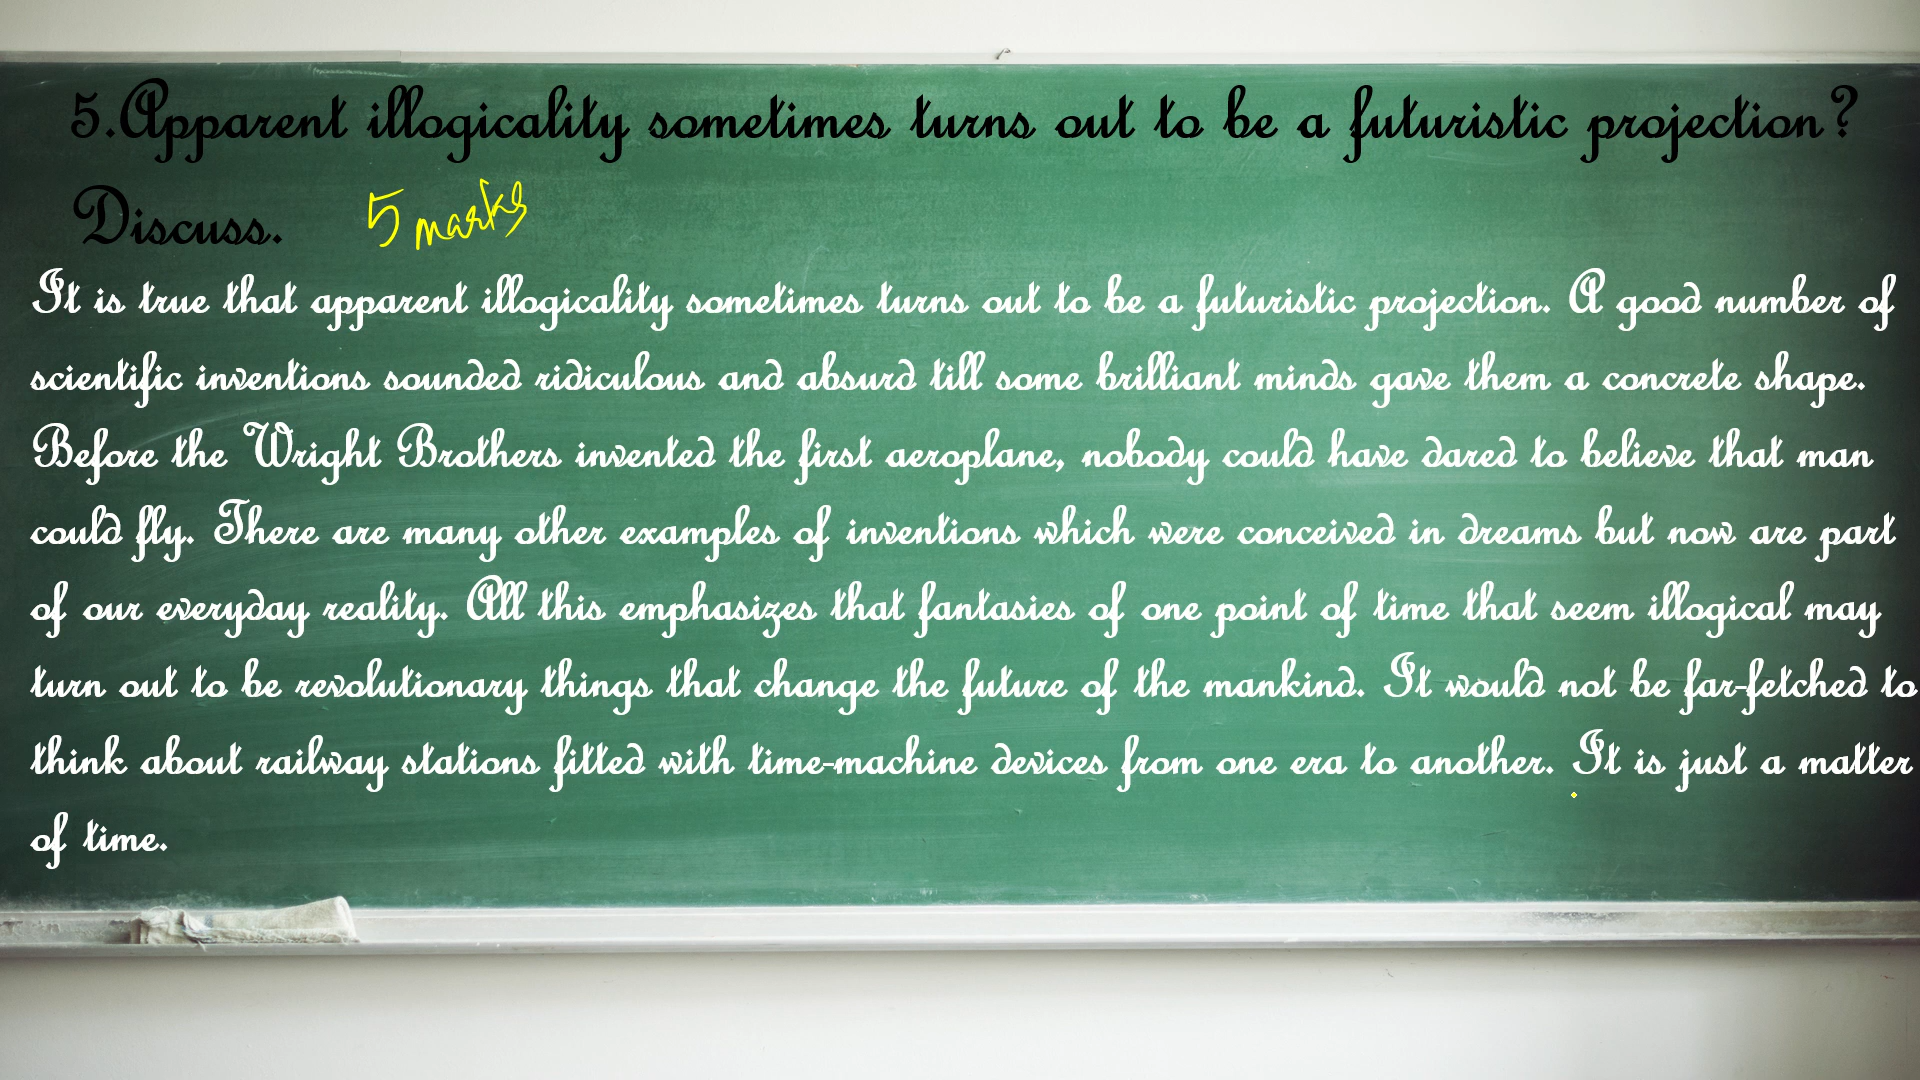 5.Apparent illogicality sometimes turns out to be a futuristic projection?
Discuss. 5 marks
It is true that apparent illogicality sometimes turns out to be a futuristic projection. A good number of
scientific inventions sounded ridiculous and absurd till some brilliant minds gave them a concrete shape.
Before the Wright Brothers invented the first aeroplane, nobody could have dared to believe that man
could fly. There are many other examples of inventions which were conceived in dreams but now are part
of our everyday reality. All this emphasizes that fantasies of one point of time that seem illogical may
turn out to be revolutionary things that change the future of the mankind. It would not be far-fetched to
think about railway stations fitted with time-machine devices from one era to another. It is just a matter
of time.